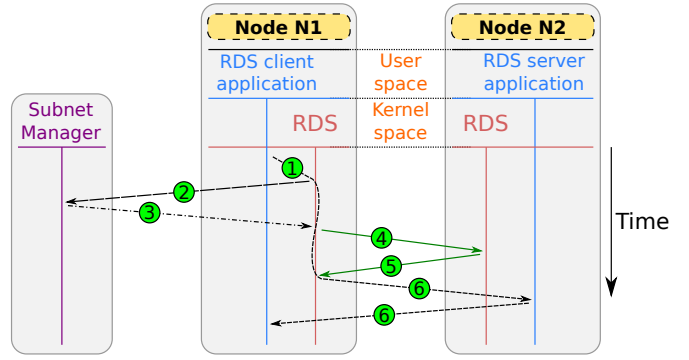 Node N1
Node N2
RDS client
application
User
space
RDS server
application
Subnet
Manager
RDS
Kernel
space
RDS
1
2
3
4
5
6
6
Time